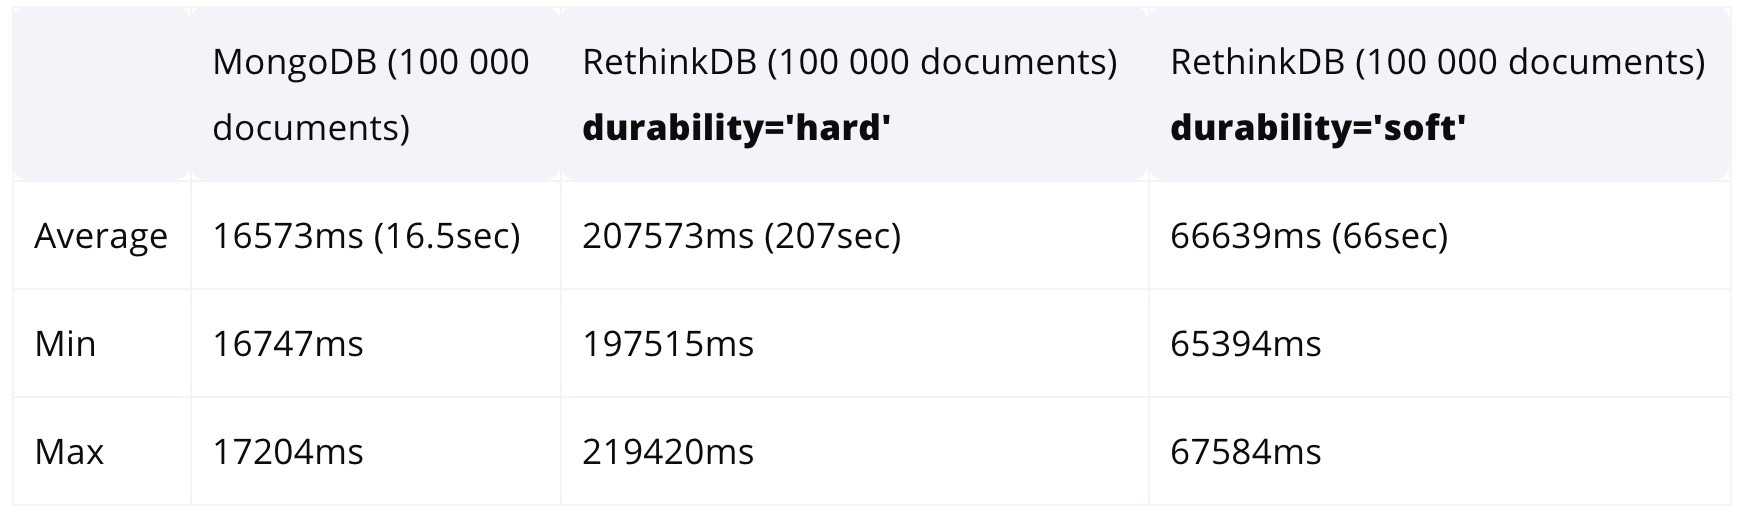 MongoDB (100 000
documents)
RethinkDB (100 000 documents)
durability='hard'
RethinkDB (100 000 documents)
durability='soft'
Average 16573ms (16.5sec) 207573ms (207sec) 66639ms (66sec)
Min 16747ms 197515ms 65394ms
Max 17204ms 219420ms 67584ms